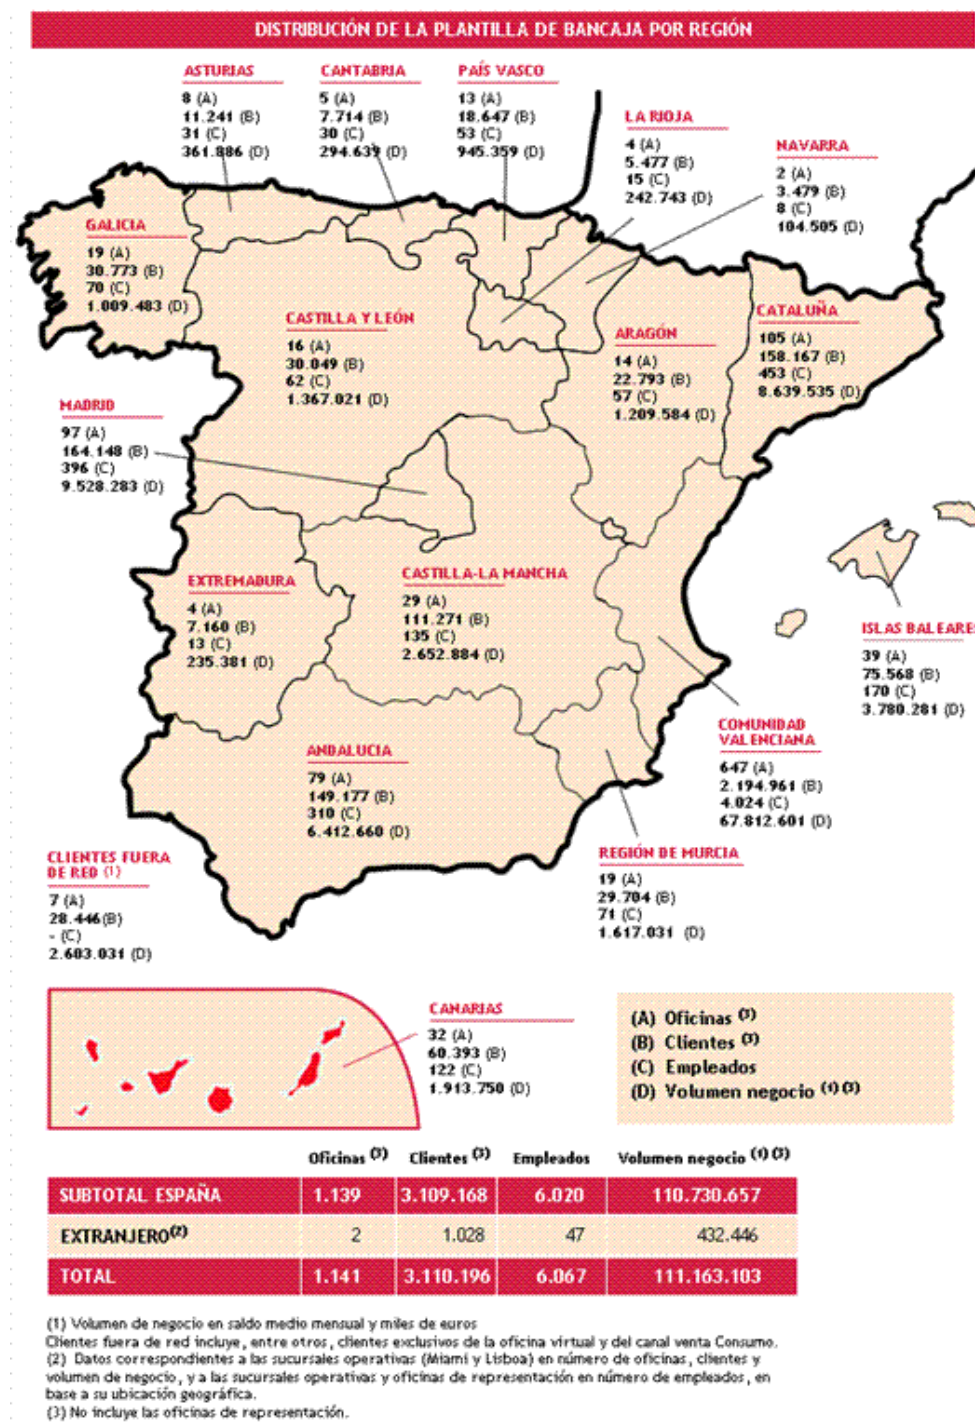 DISTRIBUCIÓN DE LA PLANTILLA DE BANCAJA POR REGIÓN
ASTURIAS
8 (A)
11.241 (B)
31 (C)
361.886 (D)
CANTABRIA
5 (A)
7.714 (B)
30 (C)
294.639 (D)
PAÍS VASCO
13 (A)
18.647 (B)
53 (C)
945.359 (D)
LA RIOJA
4 (A)
5.477 (B)
15 (C)
242.743 (D)
NAVARRA
2 (A)
3.479 (B)
8 (C)
104.505 (D)
GALICIA
19 (A)
30.773 (B)
70 (C)
1.009.483 (D)
CASTILLA Y LEÓN
16 (A)
30.049 (B)
62 (C)
1.367.021 (D)
ARAGÓN
14 (A)
22.793 (B)
57 (C)
1.209.584 (D)
CATALUÑA
105 (A)
158.167 (B)
453 (C)
8.639.535 (D)
MADRID
97 (A)
164.148 (B)
396 (C)
9.528.283 (D)
EXTREMADURA
4 (A)
7.160 (B)
13 (C)
235.381 (D)
CASTILLA-LA MANCHA
29 (A)
111.271 (B)
135 (C)
2.652.884 (D)
ISLAS BALEARES
39 (A)
75.568 (B)
170 (C)
3.780.281 (D)
COMUNIDAD
VALENCIANA
647 (A)
2.194.961 (B)
4.024 (C)
67.812.601 (D)
ANDALUCIA
79 (A)
149.177 (B)
310 (C)
6.412.660 (D)
REGIÓN DE MURCIA
19 (A)
29.704 (B)
71 (C)
1.617.031 (D)
CLIENTES FUERA
DE RED (1)
7 (A)
28.446(B)
- (C)
2.603.031 (D)
CANARIAS
32 (A)
60.393 (B)
122 (C)
1.913.750 (D)
(A) Oficinas (3)
(B) Clientes (3)
(C) Empleados
(D) Volumen negocio (1) (3)
Oficinas (3) Clientes (3) Empleados Volumen negocio (1) (3)
SUBTOTAL ESPAÑA 1.139 3.109.168 6.020 110.730.657
EXTRANJERO(2) 2 1.028 47 432.446
TOTAL 1.141 3.110.196 6.067 111.163.103
(1) Volumen de negocio en saldo medio mensual y miles de euros
Clientes fuera de red incluye, entre otros, clientes exclusivos de la oficina virtual y del canal venta Consumo.
(2) Datos correspondientes a las sucursales operativas (Miami y Lisboa) en número de oficinas, clientes y
volumen de negocio, y a las sucursales operativas y oficinas de representación en número de empleados, en
base a su ubicación geográfica.
(3) No incluye las oficinas de representación.